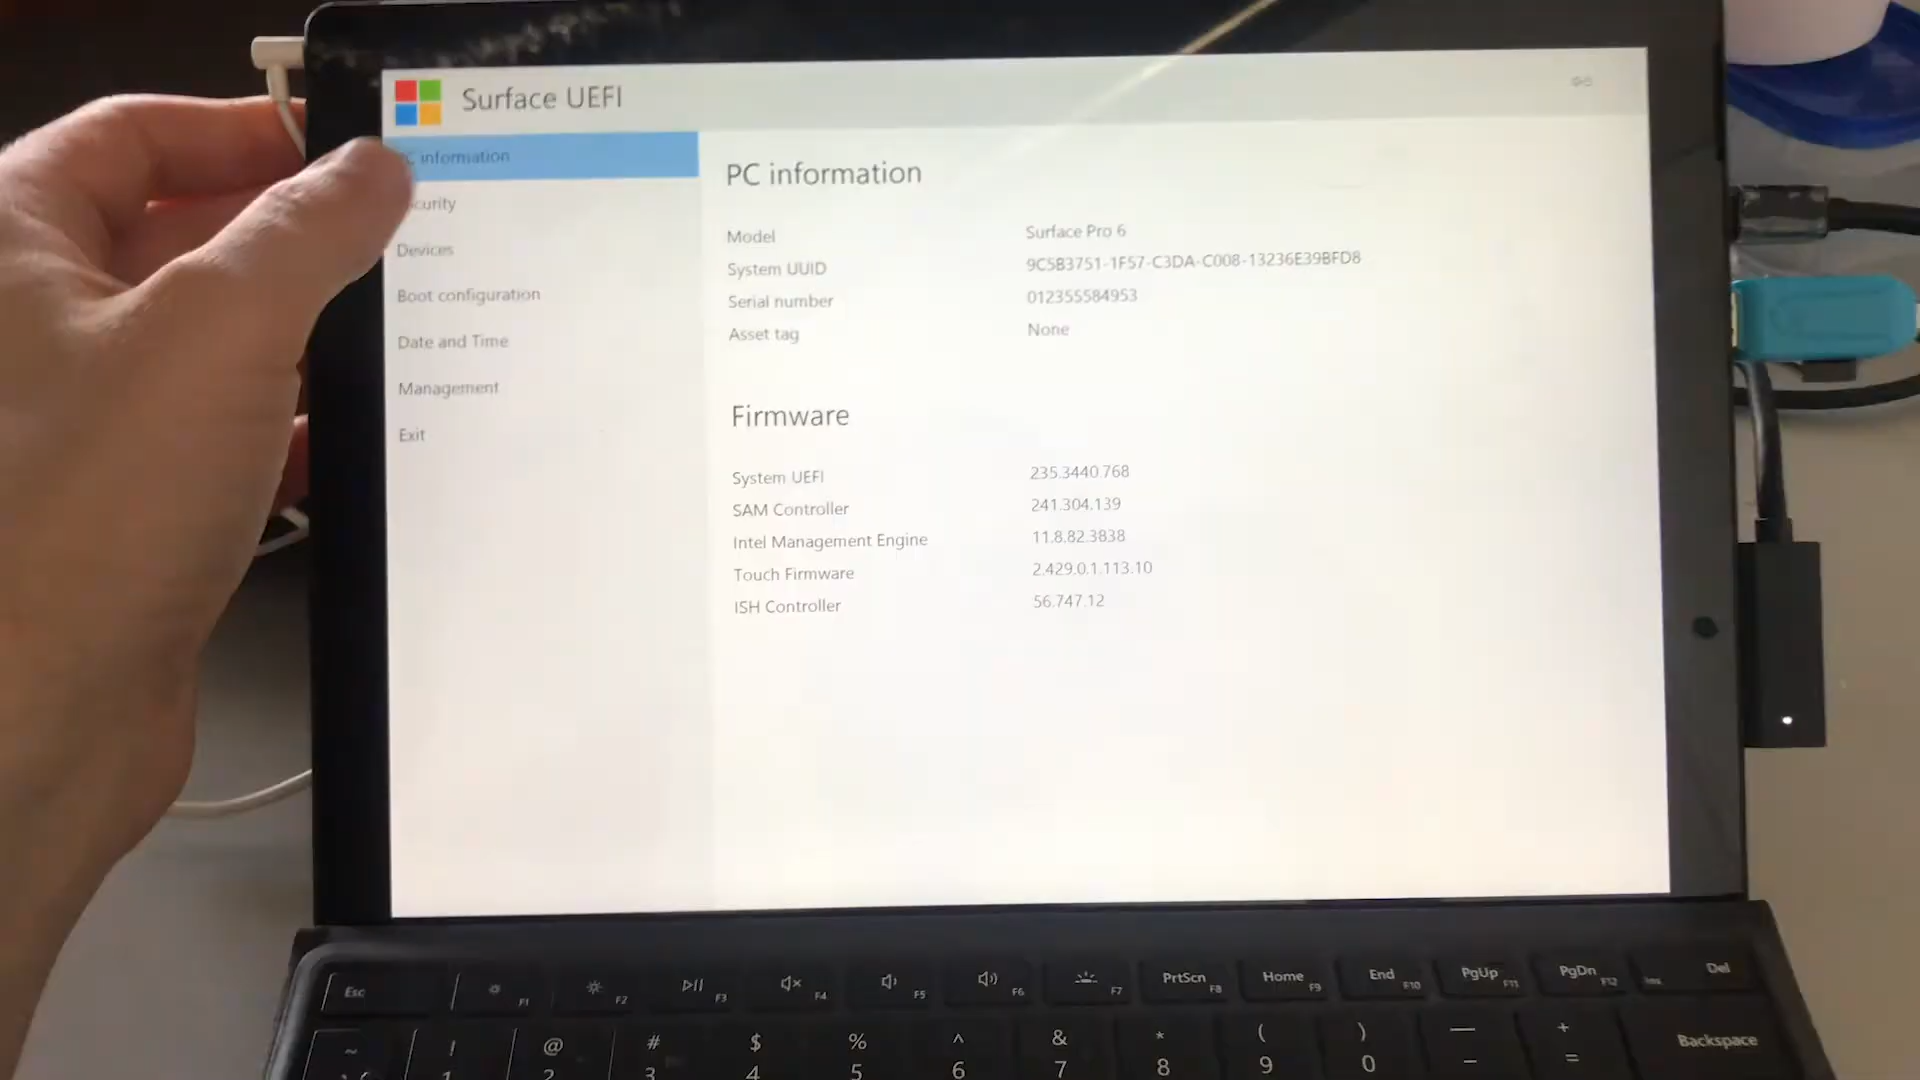 Surface UEFI
PC information
Security
Devices
Boot configuration
Date and Time
Management
Exit
PC information
Model Surface Pro 6
System UUID 9C5B3751-1F57-C3DA-C008-13236E39BFD8
Serial number 012355584953
Asset tag None
Firmware
System UEFI 235.3440.768
SAM Controller 241.304.139
Intel Management Engine 11.8.82.3838
Touch Firmware 2.429.0.1.113.10
ISH Controller 56.747.12
Esc F1 F2 F3 F4 F5 F6 F7 PrtScn F8 Home F9 End F10 PgUp F11 PgDn F12 Ins Del
~ ! @ # $ % ^ & * ( ) — + Backspace
1 2 3 4 5 6 7 8 9 0 - =